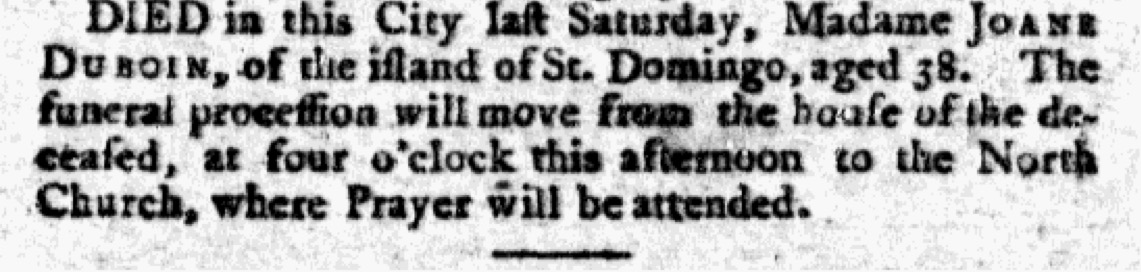 DIED in this City laſt Saturday, Madame JOANE
DUBOIN, of the iſland of St. Domingo, aged 38. The
funeral proceſſion will move from the houſe of the de-
ceaſed, at four o'clock this afternoon to the North
Church, where Prayer will be attended.